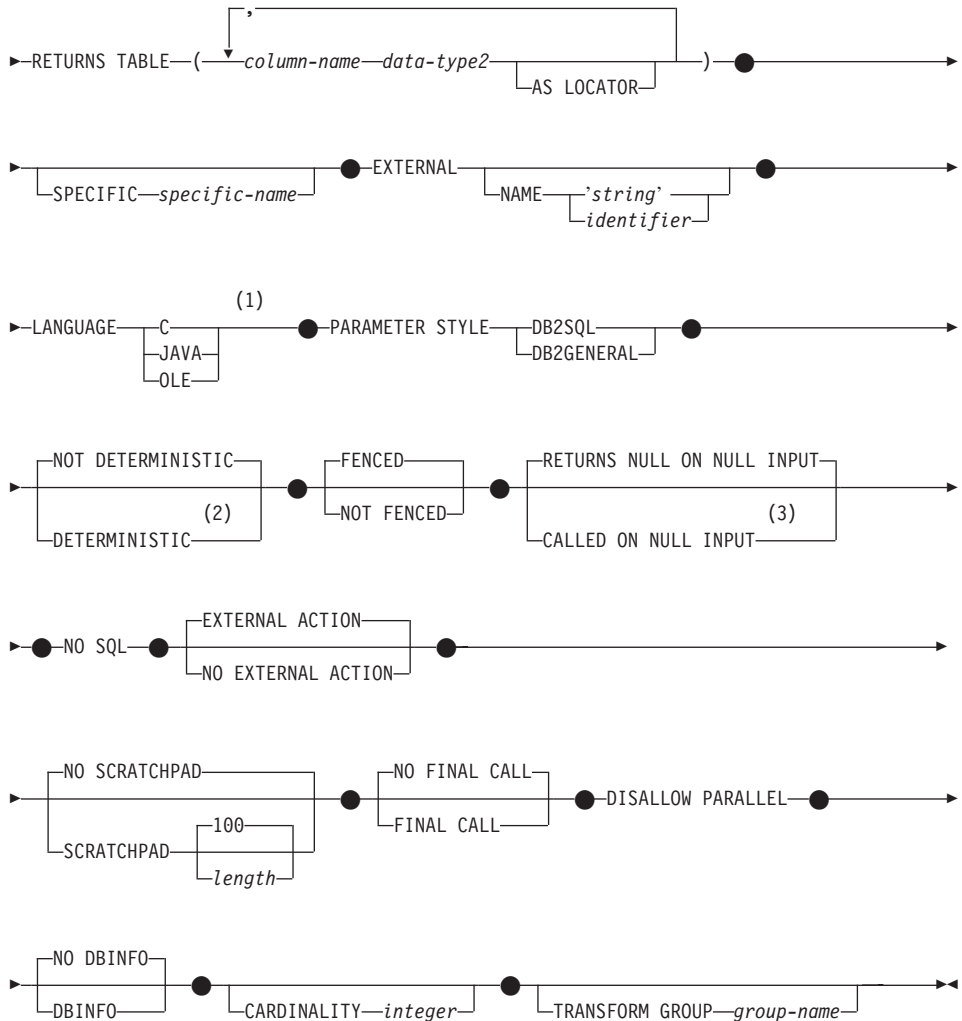 ,
RETURNS TABLE ( column-name data-type2 )
AS LOCATOR
EXTERNAL
SPECIFIC specific-name NAME 'string'
identifier
(1)
LANGUAGE C PARAMETER STYLE DB2SQL
JAVA DB2GENERAL
OLE
NOT DETERMINISTIC FENCED RETURNS NULL ON NULL INPUT
(2) NOT FENCED (3)
DETERMINISTIC CALLED ON NULL INPUT
EXTERNAL ACTION
NO SQL
NO EXTERNAL ACTION
NO SCRATCHPAD NO FINAL CALL
DISALLOW PARALLEL
100 FINAL CALL
SCRATCHPAD
length
NO DBINFO
DBINFO CARDINALITY integer TRANSFORM GROUP group-name